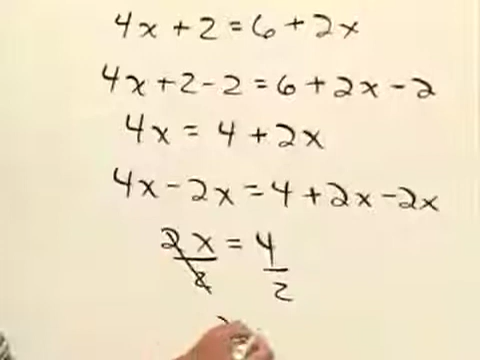 4x + 2 = 6 + 2x
4x + 2 - 2 = 6 + 2x - 2
4x = 4 + 2x
4x - 2x = 4 + 2x - 2x
2x = 4
2 2